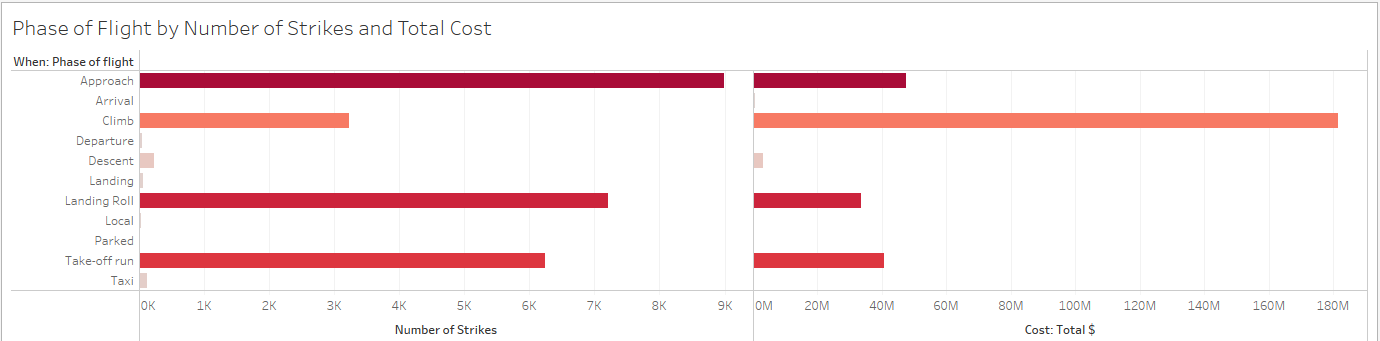 Phase of Flight by Number of Strikes and Total Cost
When: Phase of flight
Approach
Arrival
Climb
Departure
Descent
Landing
Landing Roll
Local
Parked
Take-off run
Taxi
0K 1K 2K 3K 4K 5K 6K 7K 8K 9K 0M 20M 40M 60M 80M 100M 120M 140M 160M 180M
Number of Strikes Cost: Total $